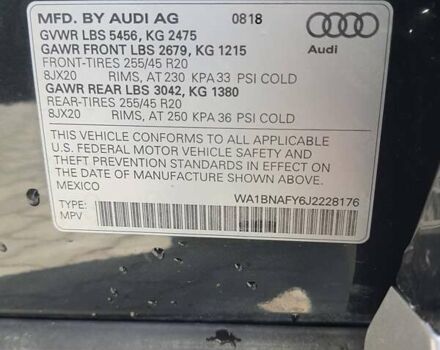 MFD. BY AUDI AG 0818
GVWR LBS 5456, KG 2475
GAWR FRONT LBS 2679, KG 1215
Audi
FRONT-TIRES 255/45 R20
8JX20 RIMS, AT 230 KPA 33 PSI COLD
GAWR REAR LBS 3042, KG 1380
REAR-TIRES 255/45 R20
8JX20 RIMS, AT 250 KPA 36 PSI COLD
THIS VEHICLE CONFORMS TO ALL APPLICABLE
U.S. FEDERAL MOTOR VEHICLE SAFETY AND
THEFT PREVENTION STANDARDS IN EFFECT ON
THE DATE OF MANUFACTURE SHOWN ABOVE.
MEXICO
WA1BNAFY6J2228176
TYPE:
MPV